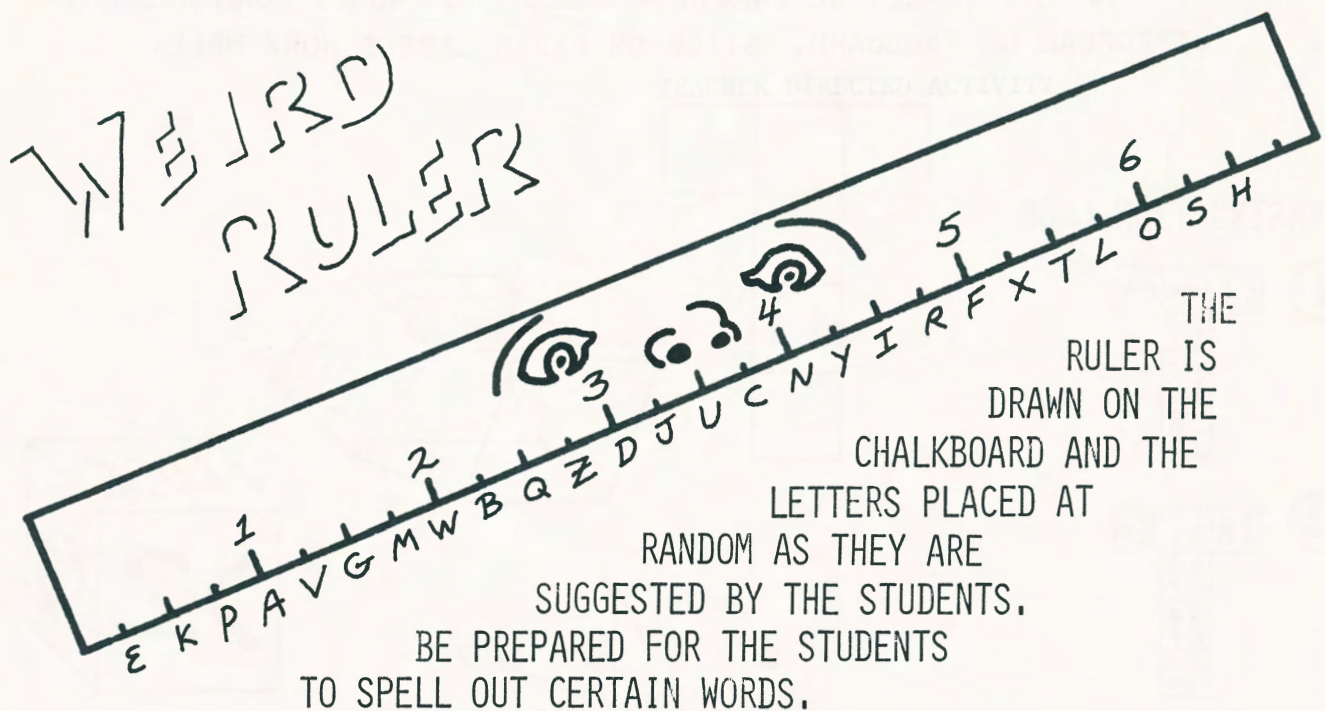 WEIRD
RULER
1 2 3 4 5 6
E K P A V G M W B Q Z D J U C N Y I R F X T L O S H
THE
RULER IS
DRAWN ON THE
CHALKBOARD AND THE
LETTERS PLACED AT
RANDOM AS THEY ARE
SUGGESTED BY THE STUDENTS.
BE PREPARED FOR THE STUDENTS
TO SPELL OUT CERTAIN WORDS.